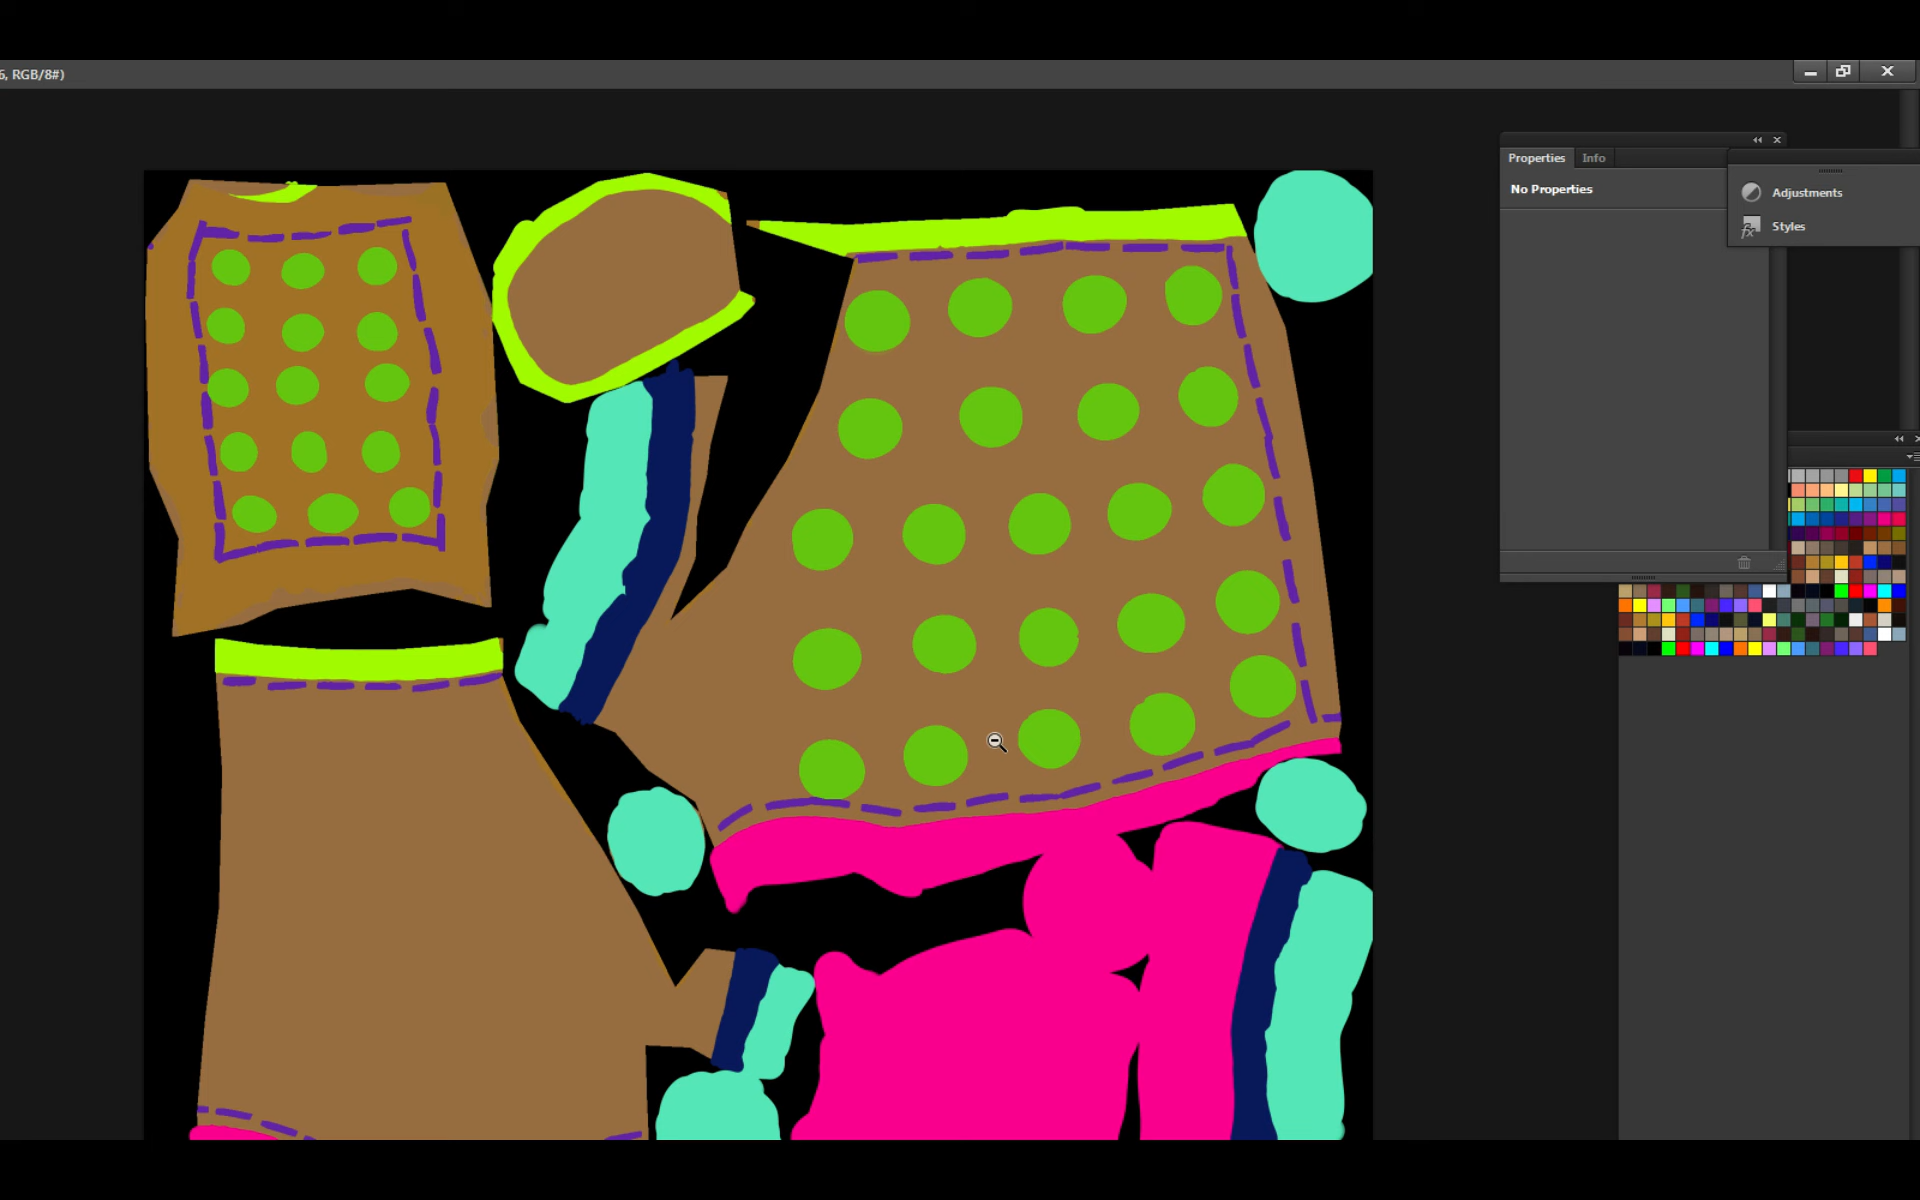 6, RGB/8#)
Properties Info
No Properties
Adjustments
Styles